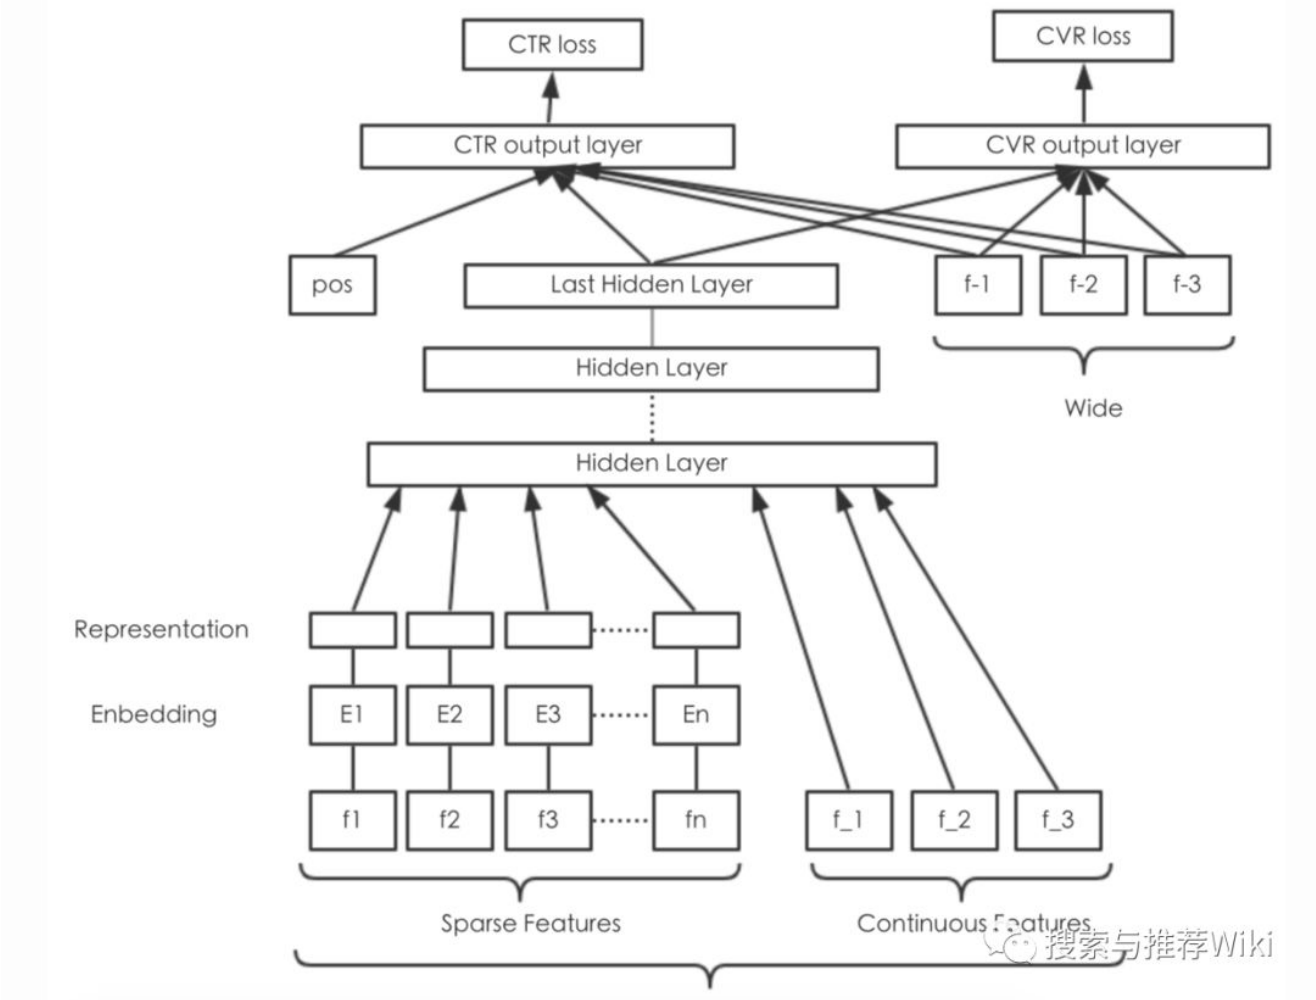 CTR loss
CVR loss
CTR output layer
CVR output layer
pos
Last Hidden Layer
f-1
f-2
f-3
Hidden Layer
Wide
Hidden Layer
Representation
Enbedding
E1
E2
E3
En
f1
f2
f3
fn
f_1
f_2
f_3
Sparse Features
Continuous Features
搜索与推荐Wiki